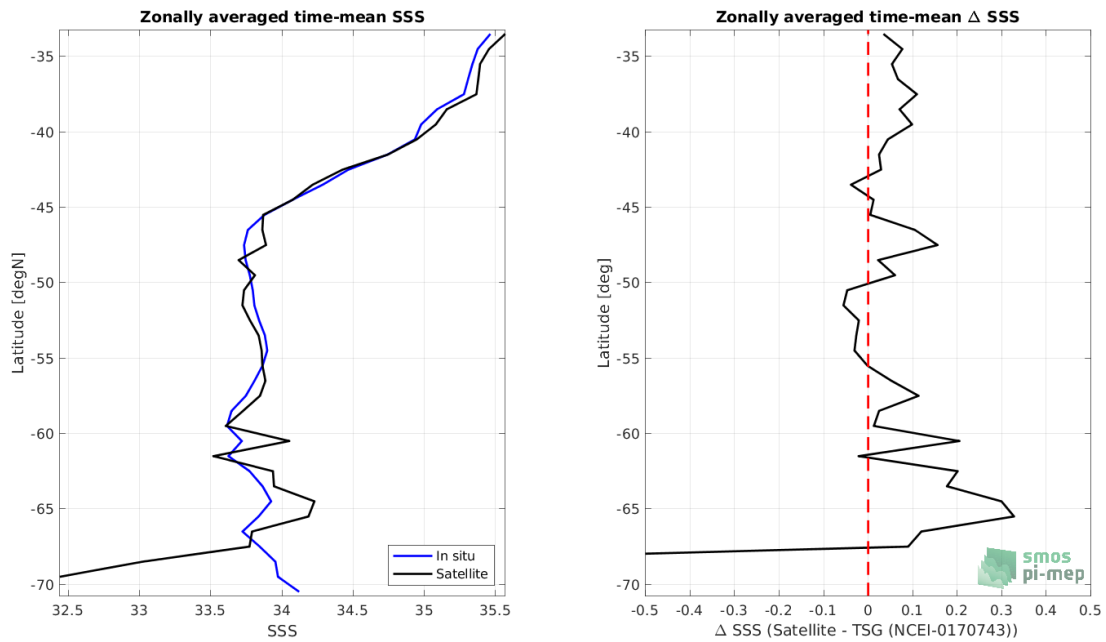 Zonally averaged time-mean SSS
-35
-40
-45
-50
-55
-60
-65
-70
Latitude [degN]
In situ
Satellite
32.5 33 33.5 34 34.5 35 35.5
SSS
Zonally averaged time-mean Δ SSS
-35
-40
-45
-50
-55
-60
-65
-70
Latitude [deg]
smos
pi-mep
-0.5 -0.4 -0.3 -0.2 -0.1 0 0.1 0.2 0.3 0.4 0.5
Δ SSS (Satellite - TSG (NCEI-0170743))